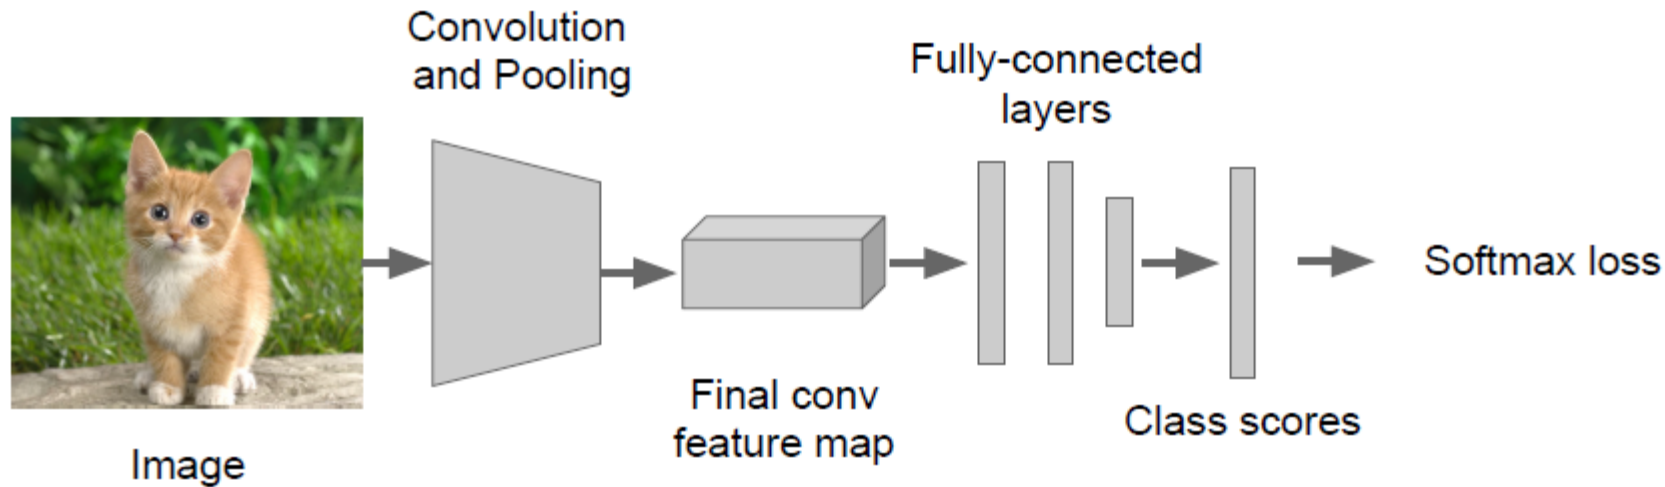 Convolution
and Pooling
Fully-connected
layers
Softmax loss
Final conv
feature map
Class scores
Image